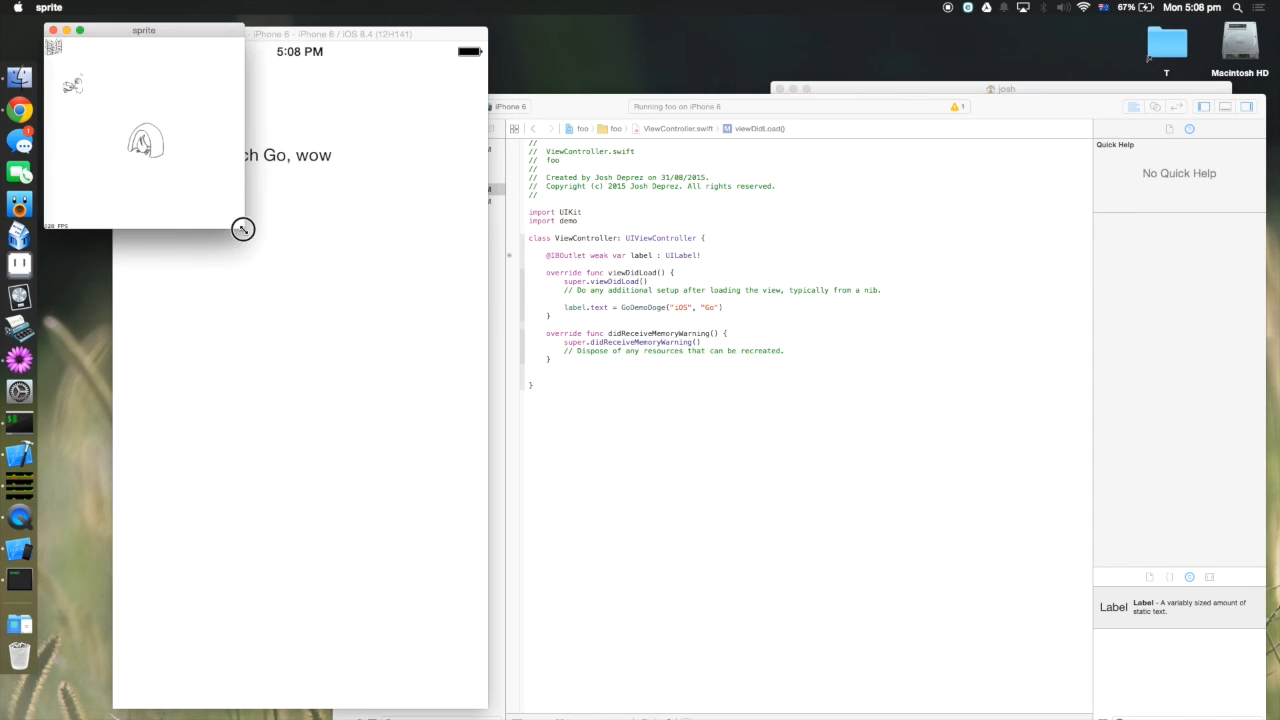 sprite
67%
5:08 pm
sprite
- iPhone 6 - iPhone 6 / iOS 8.4 (12H141)
5:08 PM
T
Macintosh HD
josh
iPhone 6
Running foo on iPhone 6
1
foo
foo
ViewController.swift
M
viewDidLoad()
Quick Help
No Quick Help
ch Go, wow
FPS
//
// ViewController.swift
// foo
//
// Created by Josh Deprez on 31/08/2015.
// Copyright (c) 2015 Josh Deprez. All rights reserved.
//
import UIKit
import demo
class ViewController: UIViewController {
@IBOutlet weak var label : UILabel!
override func viewDidLoad() {
super.viewDidLoad()
// Do any additional setup after loading the view, typically from a nib.
label.text = GoDemoDoge("iOS", "Go")
}
override func didReceiveMemoryWarning() {
super.didReceiveMemoryWarning()
// Dispose of any resources that can be recreated.
}
}
1
Label
Label - A variably sized amount of
static text.